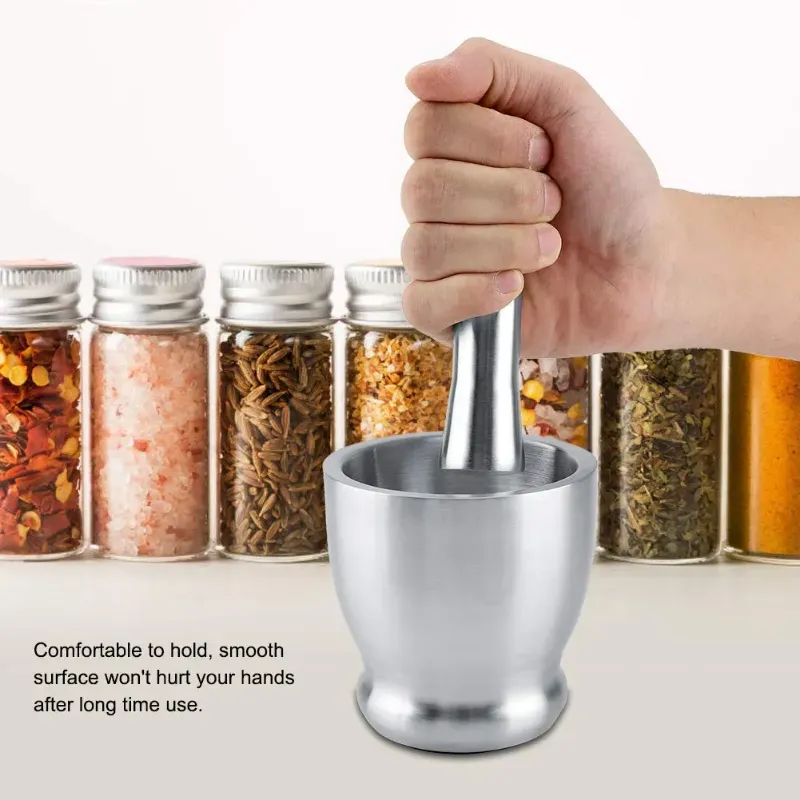 Comfortable to hold, smooth
surface won't hurt your hands
after long time use.